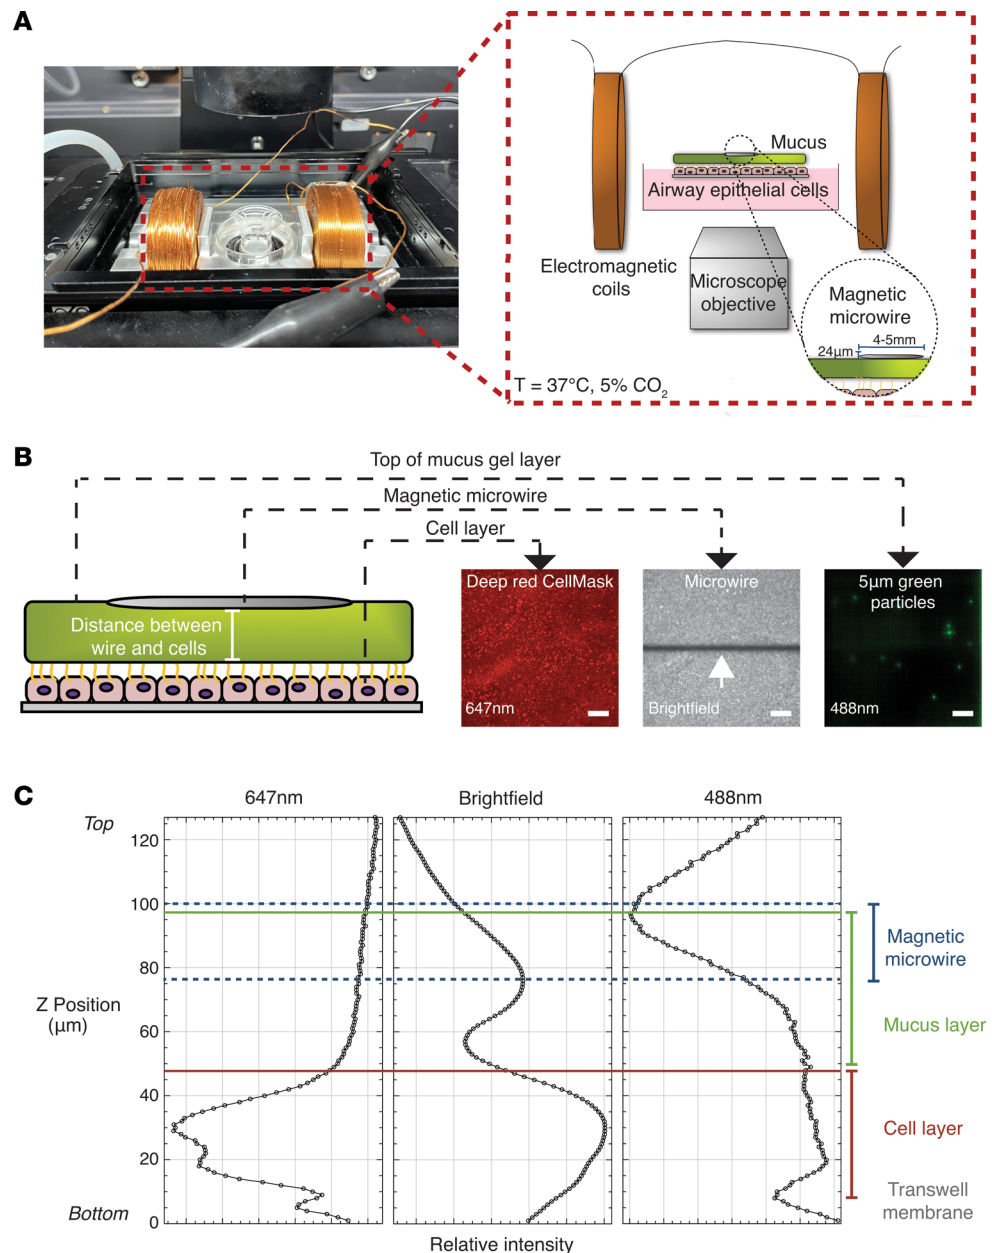 A
Mucus
Airway epithelial cells
Electromagnetic
coils
Microscope
objective
Magnetic
microwire
4-5mm
24µm
T = 37°C, 5% CO₂
B
Top of mucus gel layer
Magnetic microwire
Cell layer
Distance between
wire and cells
Deep red CellMask
647nm
Microwire
Brightfield
5µm green
particles
488nm
C
647nm
Brightfield
488nm
Top
120
100
80
Z Position
(µm)
60
40
20
Bottom
0
Relative intensity
Magnetic
microwire
Mucus layer
Cell layer
Transwell
membrane